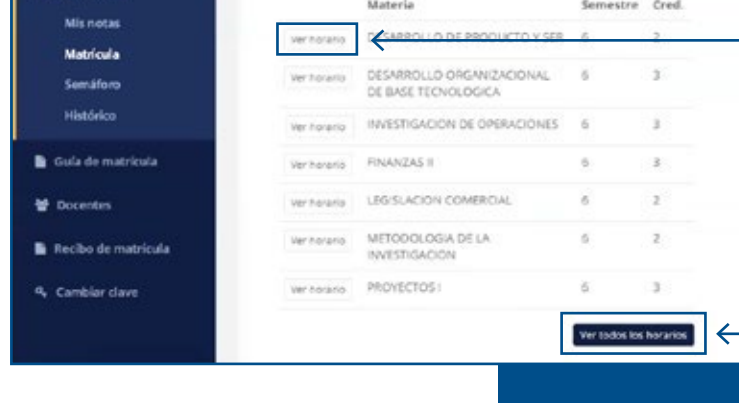 Materia Semestre Cred.
Mis notas
Matrícula
Semáforo
Histórico
Guía de matrícula
Docentes
Recibo de matrícula
Cambiar clave
Ver horario DESARROLLO DE PRODUCTO Y SER 6 2
Ver horario DESARROLLO ORGANIZACIONAL 6 3
DE BASE TECNOLOGICA
Ver horario INVESTIGACION DE OPERACIONES 6 3
Ver horario FINANZAS II 6 3
Ver horario LEGISLACION COMERCIAL 6 2
Ver horario METODOLOGIA DE LA 6 2
INVESTIGACION
Ver horario PROYECTOS I 6 3
Ver todos los horarios